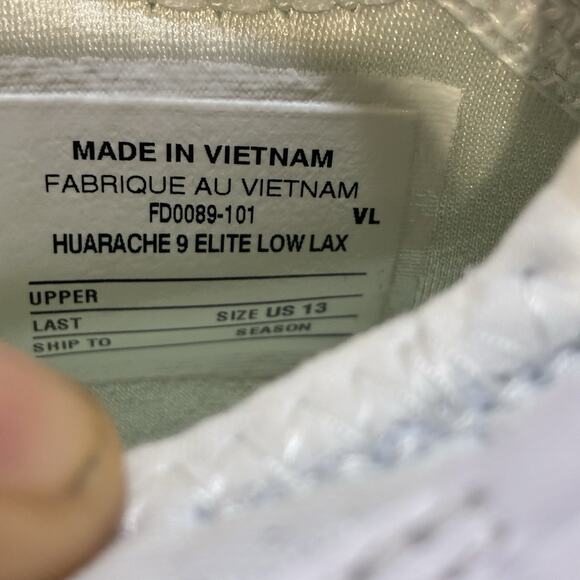 MADE IN VIETNAM
FABRIQUE AU VIETNAM
FD0089-101 VL
HUARACHE 9 ELITE LOW LAX
UPPER
LAST SIZE US 13
SHIP TO SEASON